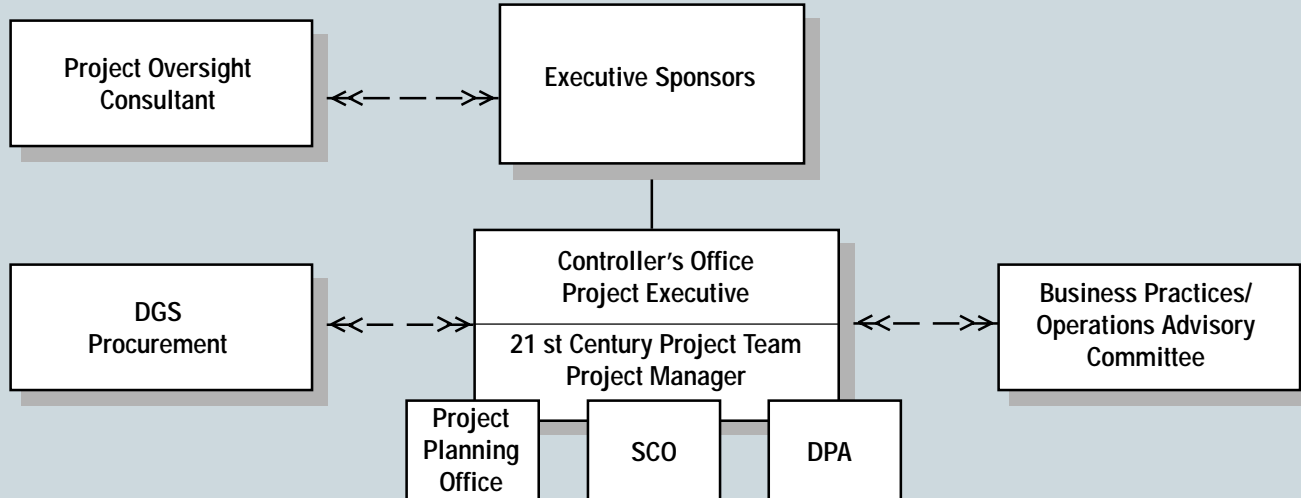 Project Oversight
Consultant
Executive Sponsors
Controller's Office
Project Executive
DGS
Procurement
21 st Century Project Team
Project Manager
Business Practices/
Operations Advisory
Committee
Project
Planning
Office
SCO
DPA